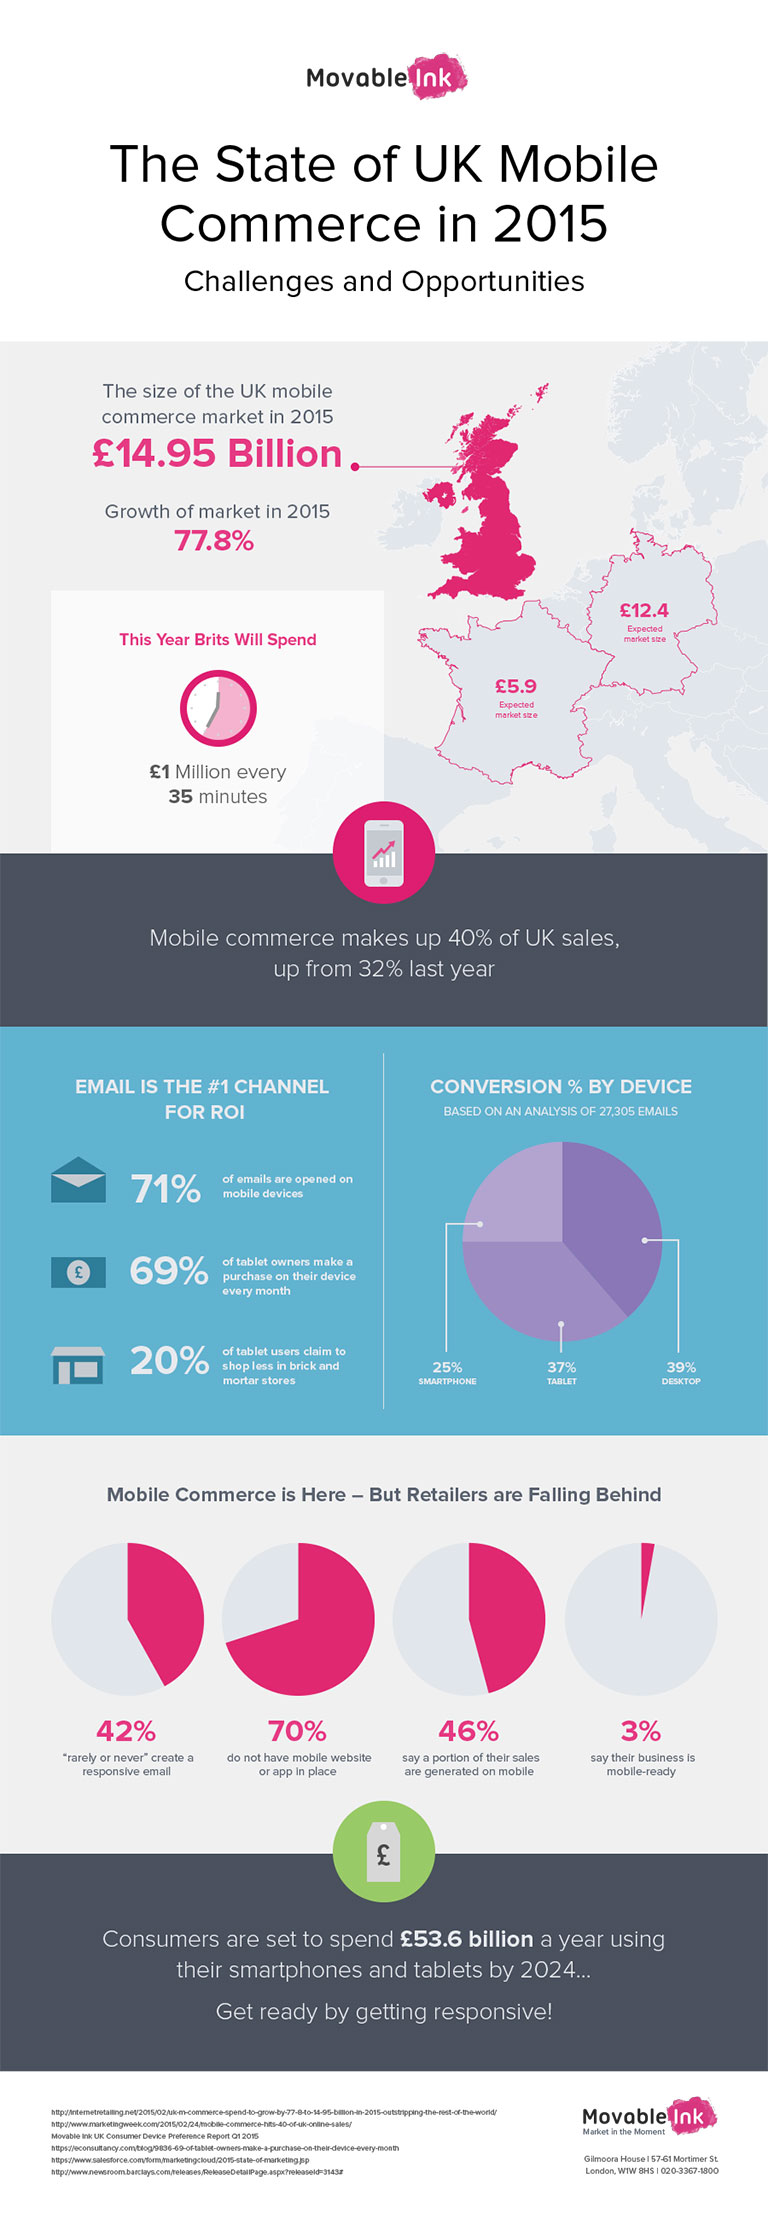 Movable Ink
The State of UK Mobile
Commerce in 2015
Challenges and Opportunities
The size of the UK mobile
commerce market in 2015
£14.95 Billion
Growth of market in 2015
77.8%
£12.4
Expected
market size
£5.9
Expected
market size
This Year Brits Will Spend
£1 Million every
35 minutes
Mobile commerce makes up 40% of UK sales,
up from 32% last year
EMAIL IS THE #1 CHANNEL
FOR ROI
71%
of emails are opened on
mobile devices
£
69%
of tablet owners make a
purchase on their device
every month
20%
of tablet users claim to
shop less in brick and
mortar stores
CONVERSION % BY DEVICE
BASED ON AN ANALYSIS OF 27,305 EMAILS
25%
SMARTPHONE
37%
TABLET
39%
DESKTOP
Mobile Commerce is Here – But Retailers are Falling Behind
42%
“rarely or never” create a
responsive email
70%
do not have mobile website
or app in place
46%
say a portion of their sales
are generated on mobile
3%
say their business is
mobile-ready
£
Consumers are set to spend £53.6 billion a year using
their smartphones and tablets by 2024...
Get ready by getting responsive!
http://internetretailing.net/2015/02/uk-m-commerce-spend-to-grow-by-77-8-to-14-95-billion-in-2015-outstripping-the-rest-of-the-world/
http://www.marketingweek.com/2015/02/24/mobile-commerce-hits-40-of-uk-online-sales/
Movable Ink UK Consumer Device Preference Report Q1 2015
https://econsultancy.com/blog/9836-69-of-tablet-owners-make-a-purchase-on-their-device-every-month
https://www.salesforce.com/form/marketingcloud/2015-state-of-marketing.jsp
http://www.newsroom.barclays.com/releases/ReleaseDetailPage.aspx?releaseId=3143#
Movable Ink
Market in the Moment
Gilmoora House | 57-61 Mortimer St.
London, W1W 8HS | 020-3367-1800